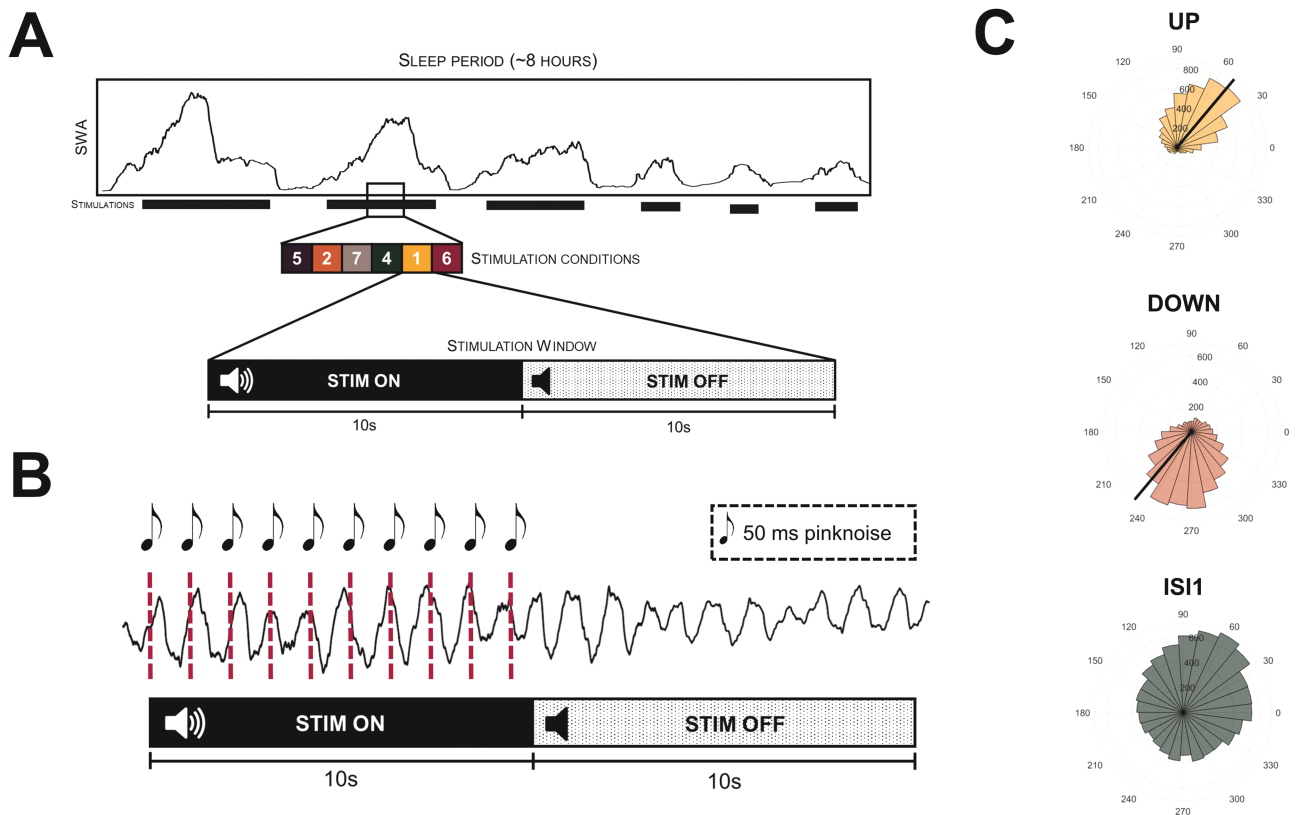 A
SLEEP PERIOD (~8 HOURS)
SWA
STIMULATIONS
5 2 7 4 1 6
STIMULATION CONDITIONS
STIMULATION WINDOW
STIM ON
STIM OFF
10s
10s
B
50 ms pinknoise
STIM ON
STIM OFF
10s
10s
C
UP
90
120
60
800
600
150
30
400
200
180
0
210
330
240
300
270
DOWN
90
120
60
600
150
30
400
200
180
0
210
330
240
300
270
ISI1
90
120
60
600
150
30
400
200
180
0
210
330
240
300
270